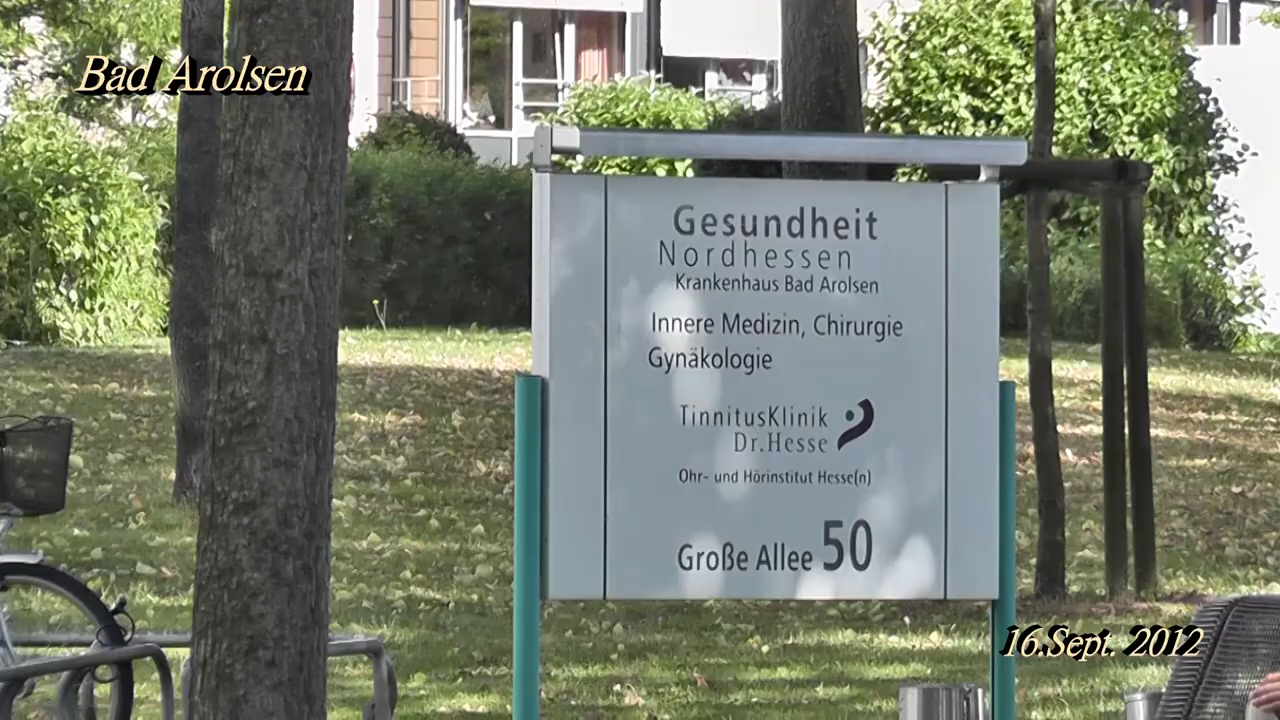 Bad Arolsen
Gesundheit
Nordhessen
Krankenhaus Bad Arolsen
Innere Medizin, Chirurgie
Gynäkologie
TinnitusKlinik
Dr.Hesse
Ohr- und Hörinstitut Hesse(n)
Große Allee 50
16.Sept. 2012